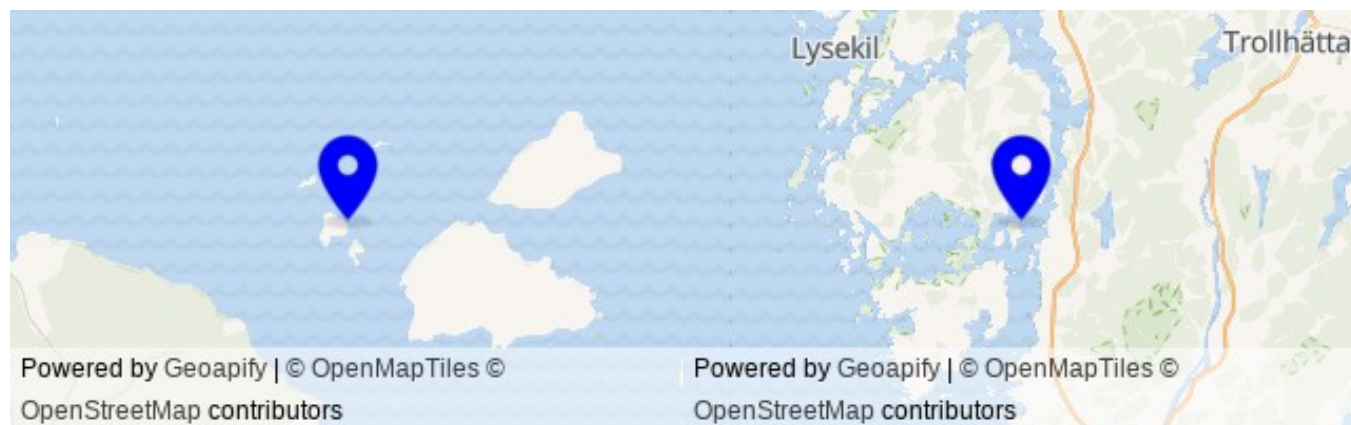 Lysekil
Trollhätta
Powered by Geoapify | © OpenMapTiles ©
OpenStreetMap contributors
Powered by Geoapify | © OpenMapTiles ©
OpenStreetMap contributors